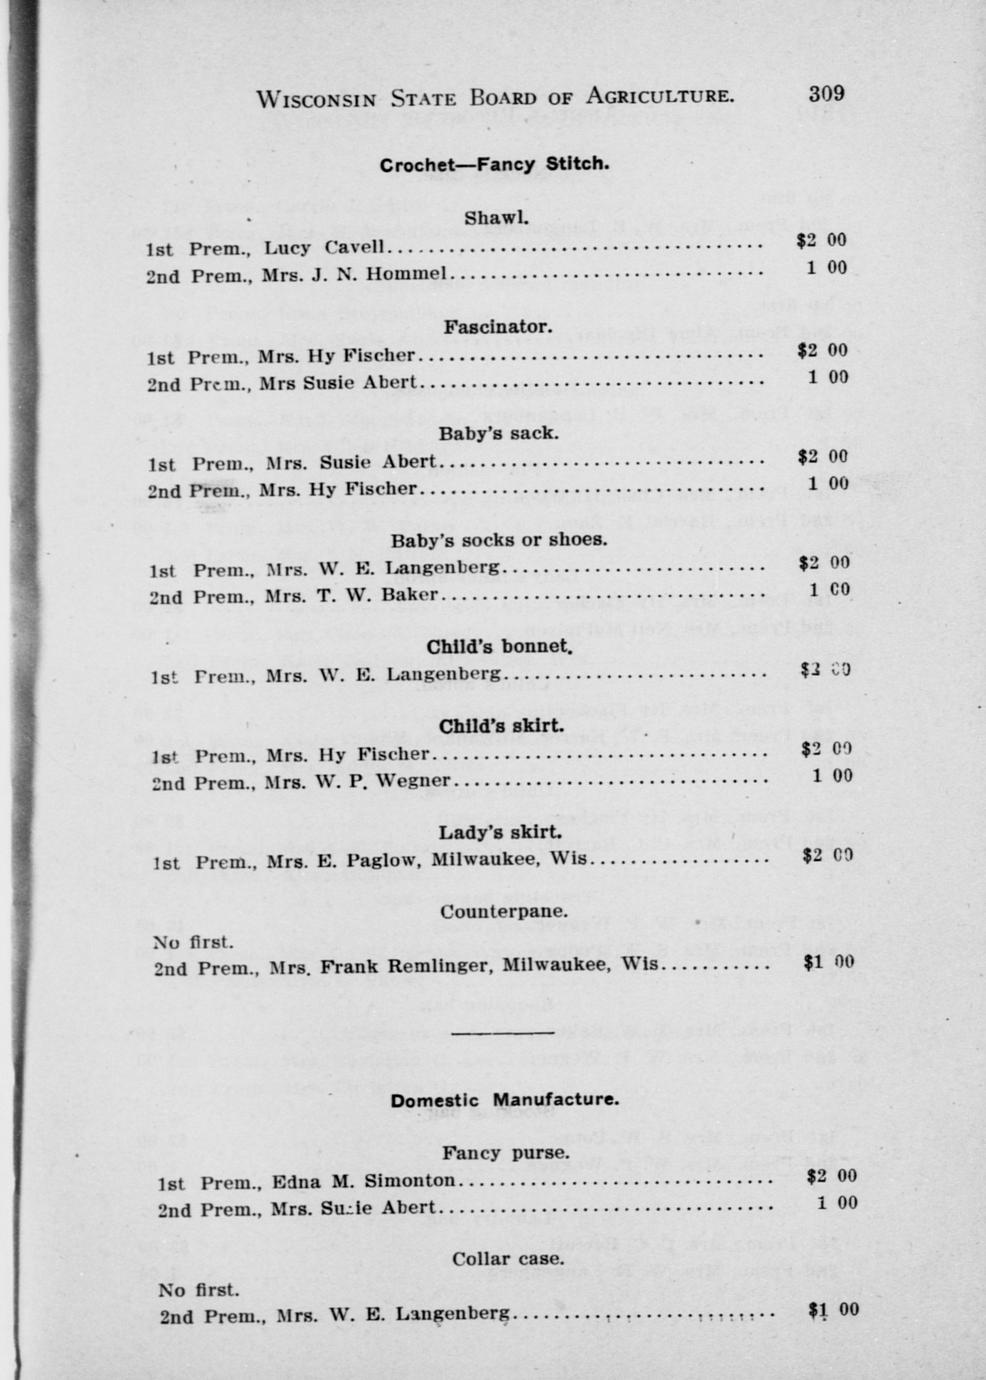 WISCONSIN STATE BOARD OF AGRICULTURE. 309
Crochet—Fancy Stitch.
Shawl.
1st Prem., Lucy Cavell.................................... $2 00
2nd Prem., Mrs. J. N. Hommel.............................. 1 00
Fascinator.
1st Prem., Mrs. Hy Fischer................................. $2 00
2nd Prem., Mrs Susie Abert................................. 1 00
Baby's sack.
1st Prem., Mrs. Susie Abert................................ $2 00
2nd Prem., Mrs. Hy Fischer................................. 1 00
Baby's socks or shoes.
1st Prem., Mrs. W. E. Langenberg.......................... $2 00
2nd Prem., Mrs. T. W. Baker................................ 1 00
Child's bonnet.
1st Prem., Mrs. W. E. Langenberg..........................
Child's skirt.
1st Prem., Mrs. Hy Fischer................................ $2 00
2nd Prem., Mrs. W. P. Wegner.............................. 1 00
Lady's skirt.
1st Prem., Mrs. E. Paglow, Milwaukee, Wis................. $2 00
Counterpane.
No first.
2nd Prem., Mrs. Frank Remlinger, Milwaukee, Wis........... $1 00
Domestic Manufacture.
Fancy purse.
1st Prem., Edna M. Simonton............................... $2 00
2nd Prem., Mrs. Susie Abert................................ 1 00
Collar case.
No first.
2nd Prem., Mrs. W. E. Langenberg.......................... $1 00